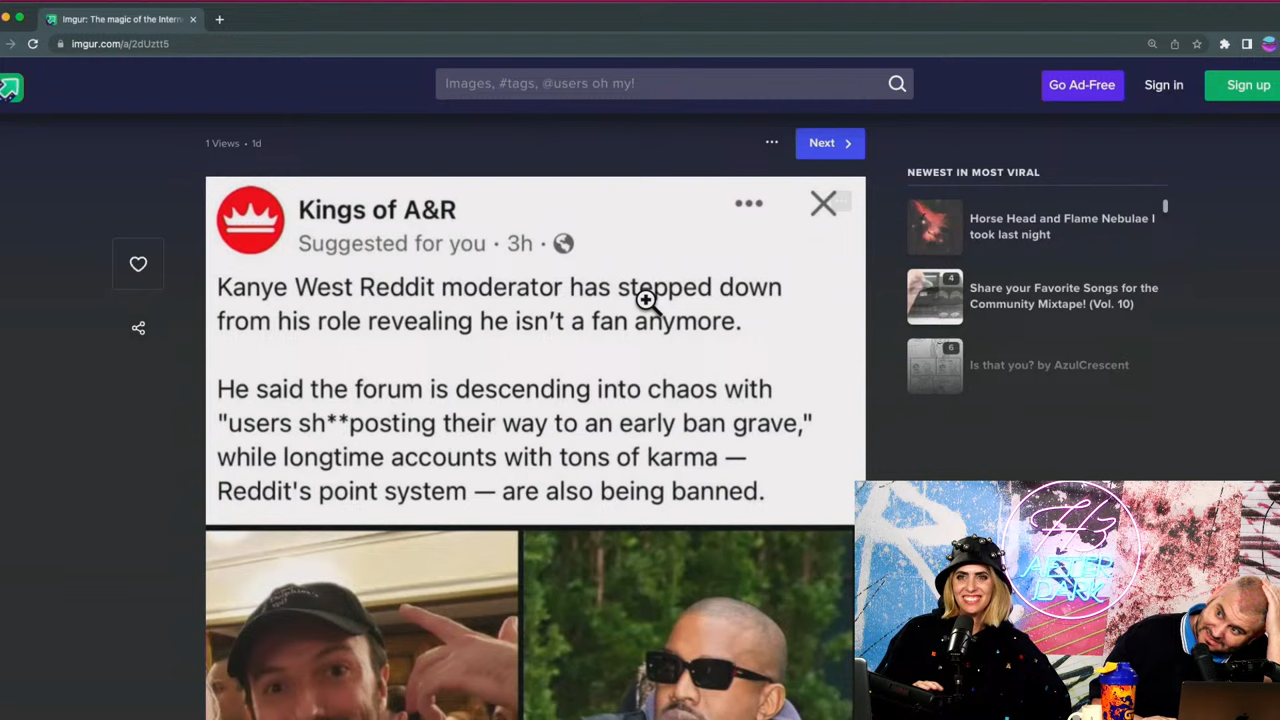 Imgur: The magic of the Intern
imgur.com/a/2dUztt5
Images, #tags, @users oh my!
Go Ad-Free
Sign in
Sign up
1 Views • 1d
Next
NEWEST IN MOST VIRAL
Horse Head and Flame Nebulae I
took last night
4
Share your Favorite Songs for the
Community Mixtape! (Vol. 10)
6
Is that you? by AzulCrescent
Kings of A&R
Suggested for you · 3h ·
Kanye West Reddit moderator has stepped down
from his role revealing he isn't a fan anymore.
He said the forum is descending into chaos with
"users sh**posting their way to an early ban grave,"
while longtime accounts with tons of karma —
Reddit's point system — are also being banned.
H3
AFTER
DARK